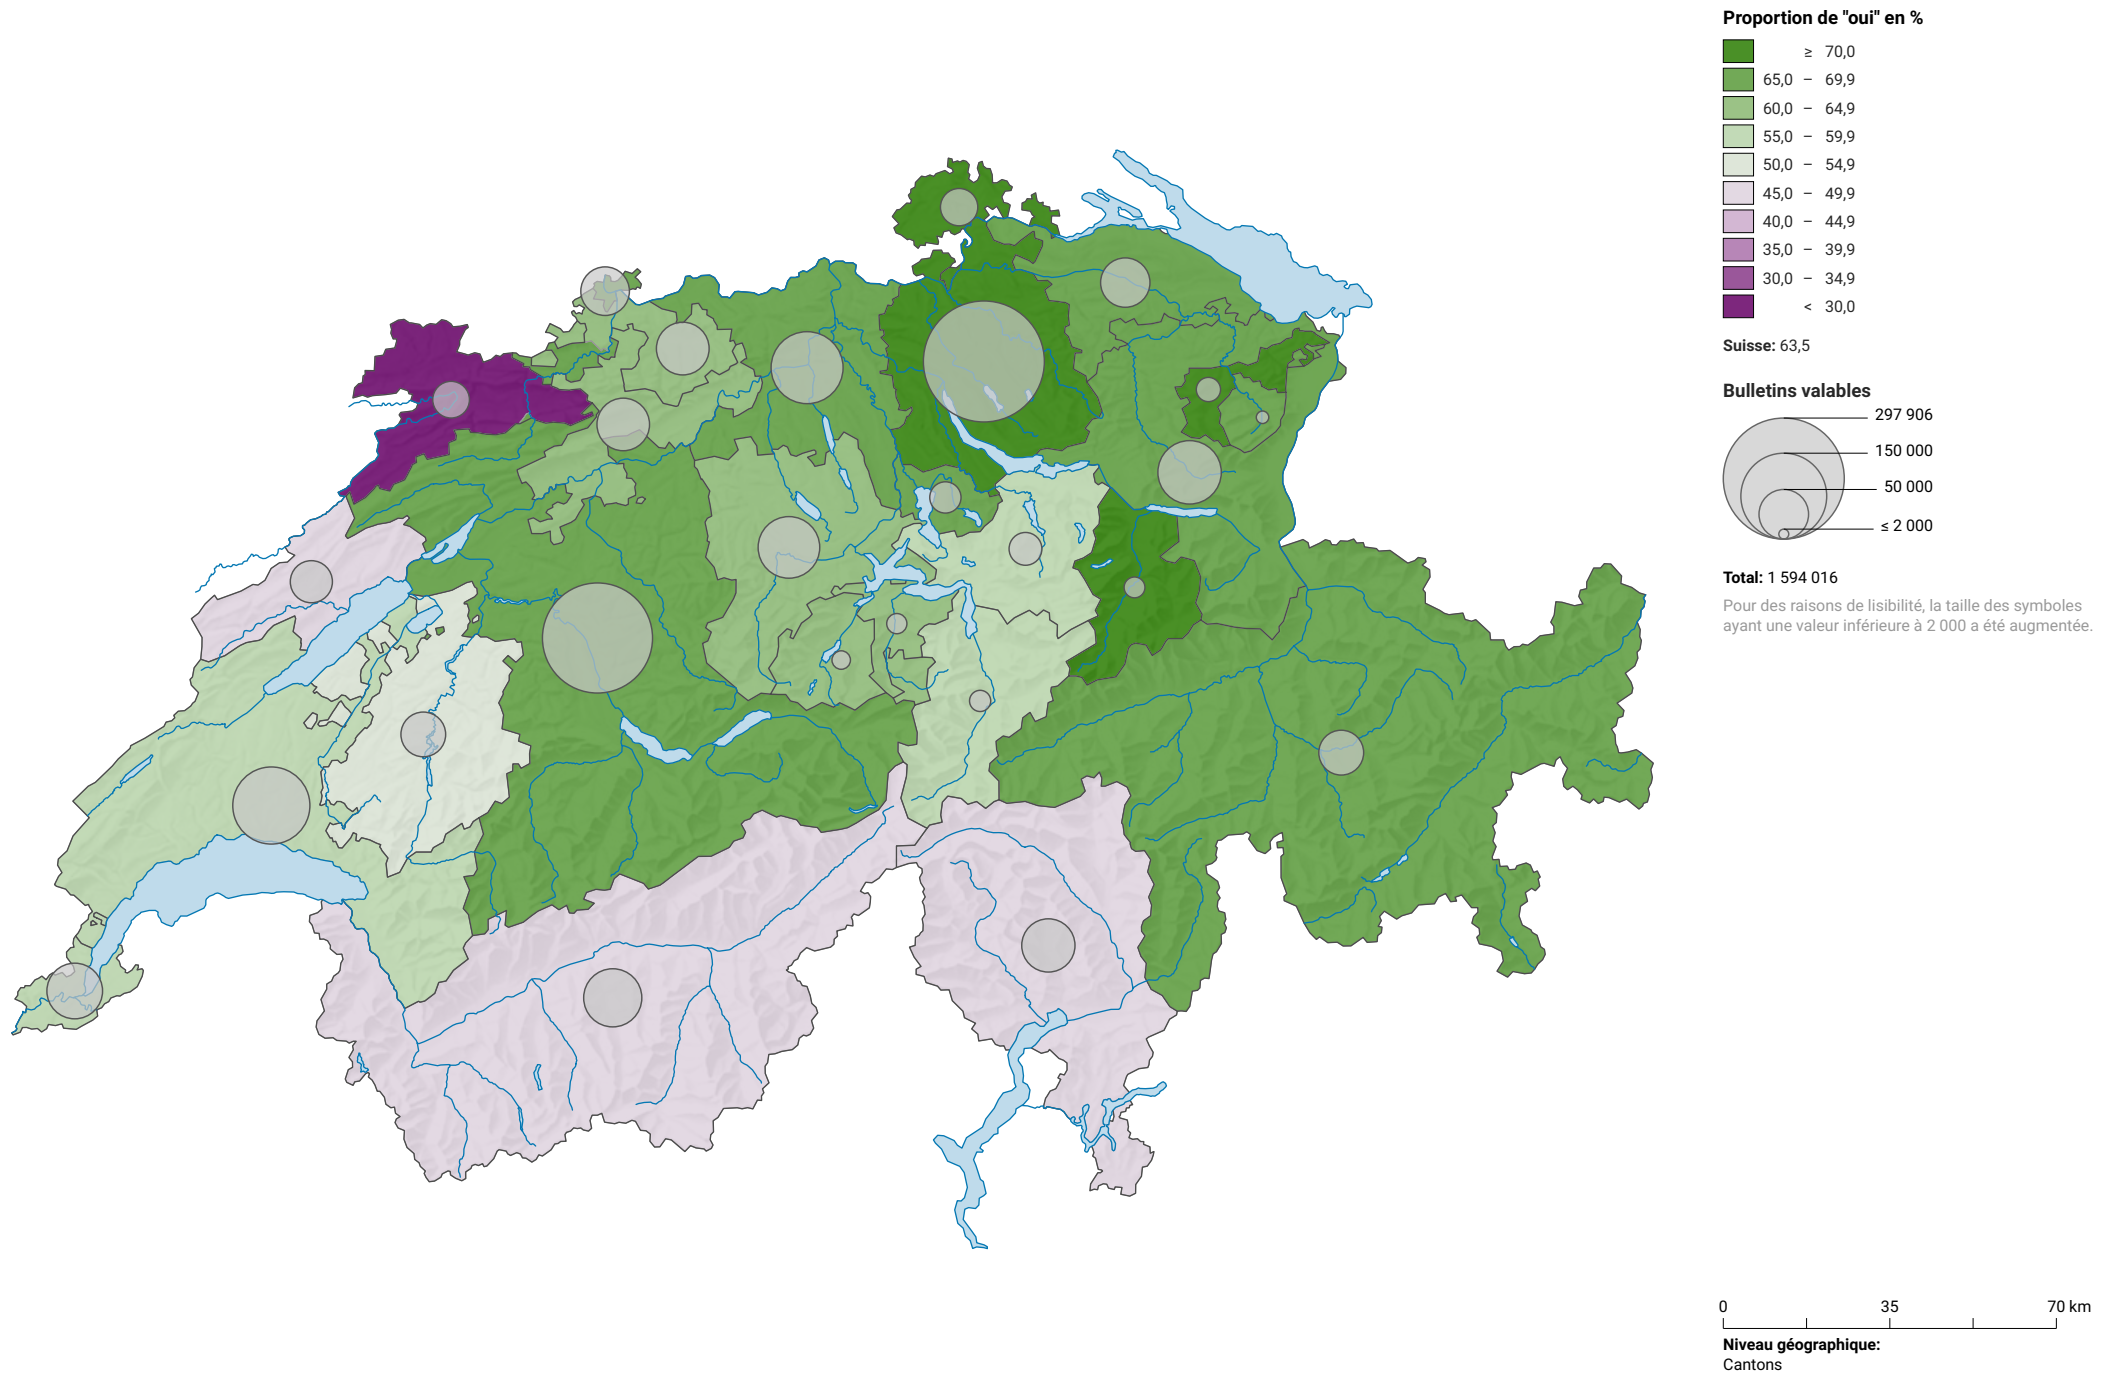 Proportion de "oui" en %
≥ 70,0
65,0 – 69,9
60,0 – 64,9
55,0 – 59,9
50,0 – 54,9
45,0 – 49,9
40,0 – 44,9
35,0 – 39,9
30,0 – 34,9
< 30,0
Suisse: 63,5
Bulletins valables
297 906
150 000
50 000
≤ 2 000
Total: 1 594 016
Pour des raisons de lisibilité, la taille des symboles
ayant une valeur inférieure à 2 000 a été augmentée.
0 35 70 km
Niveau géographique:
Cantons